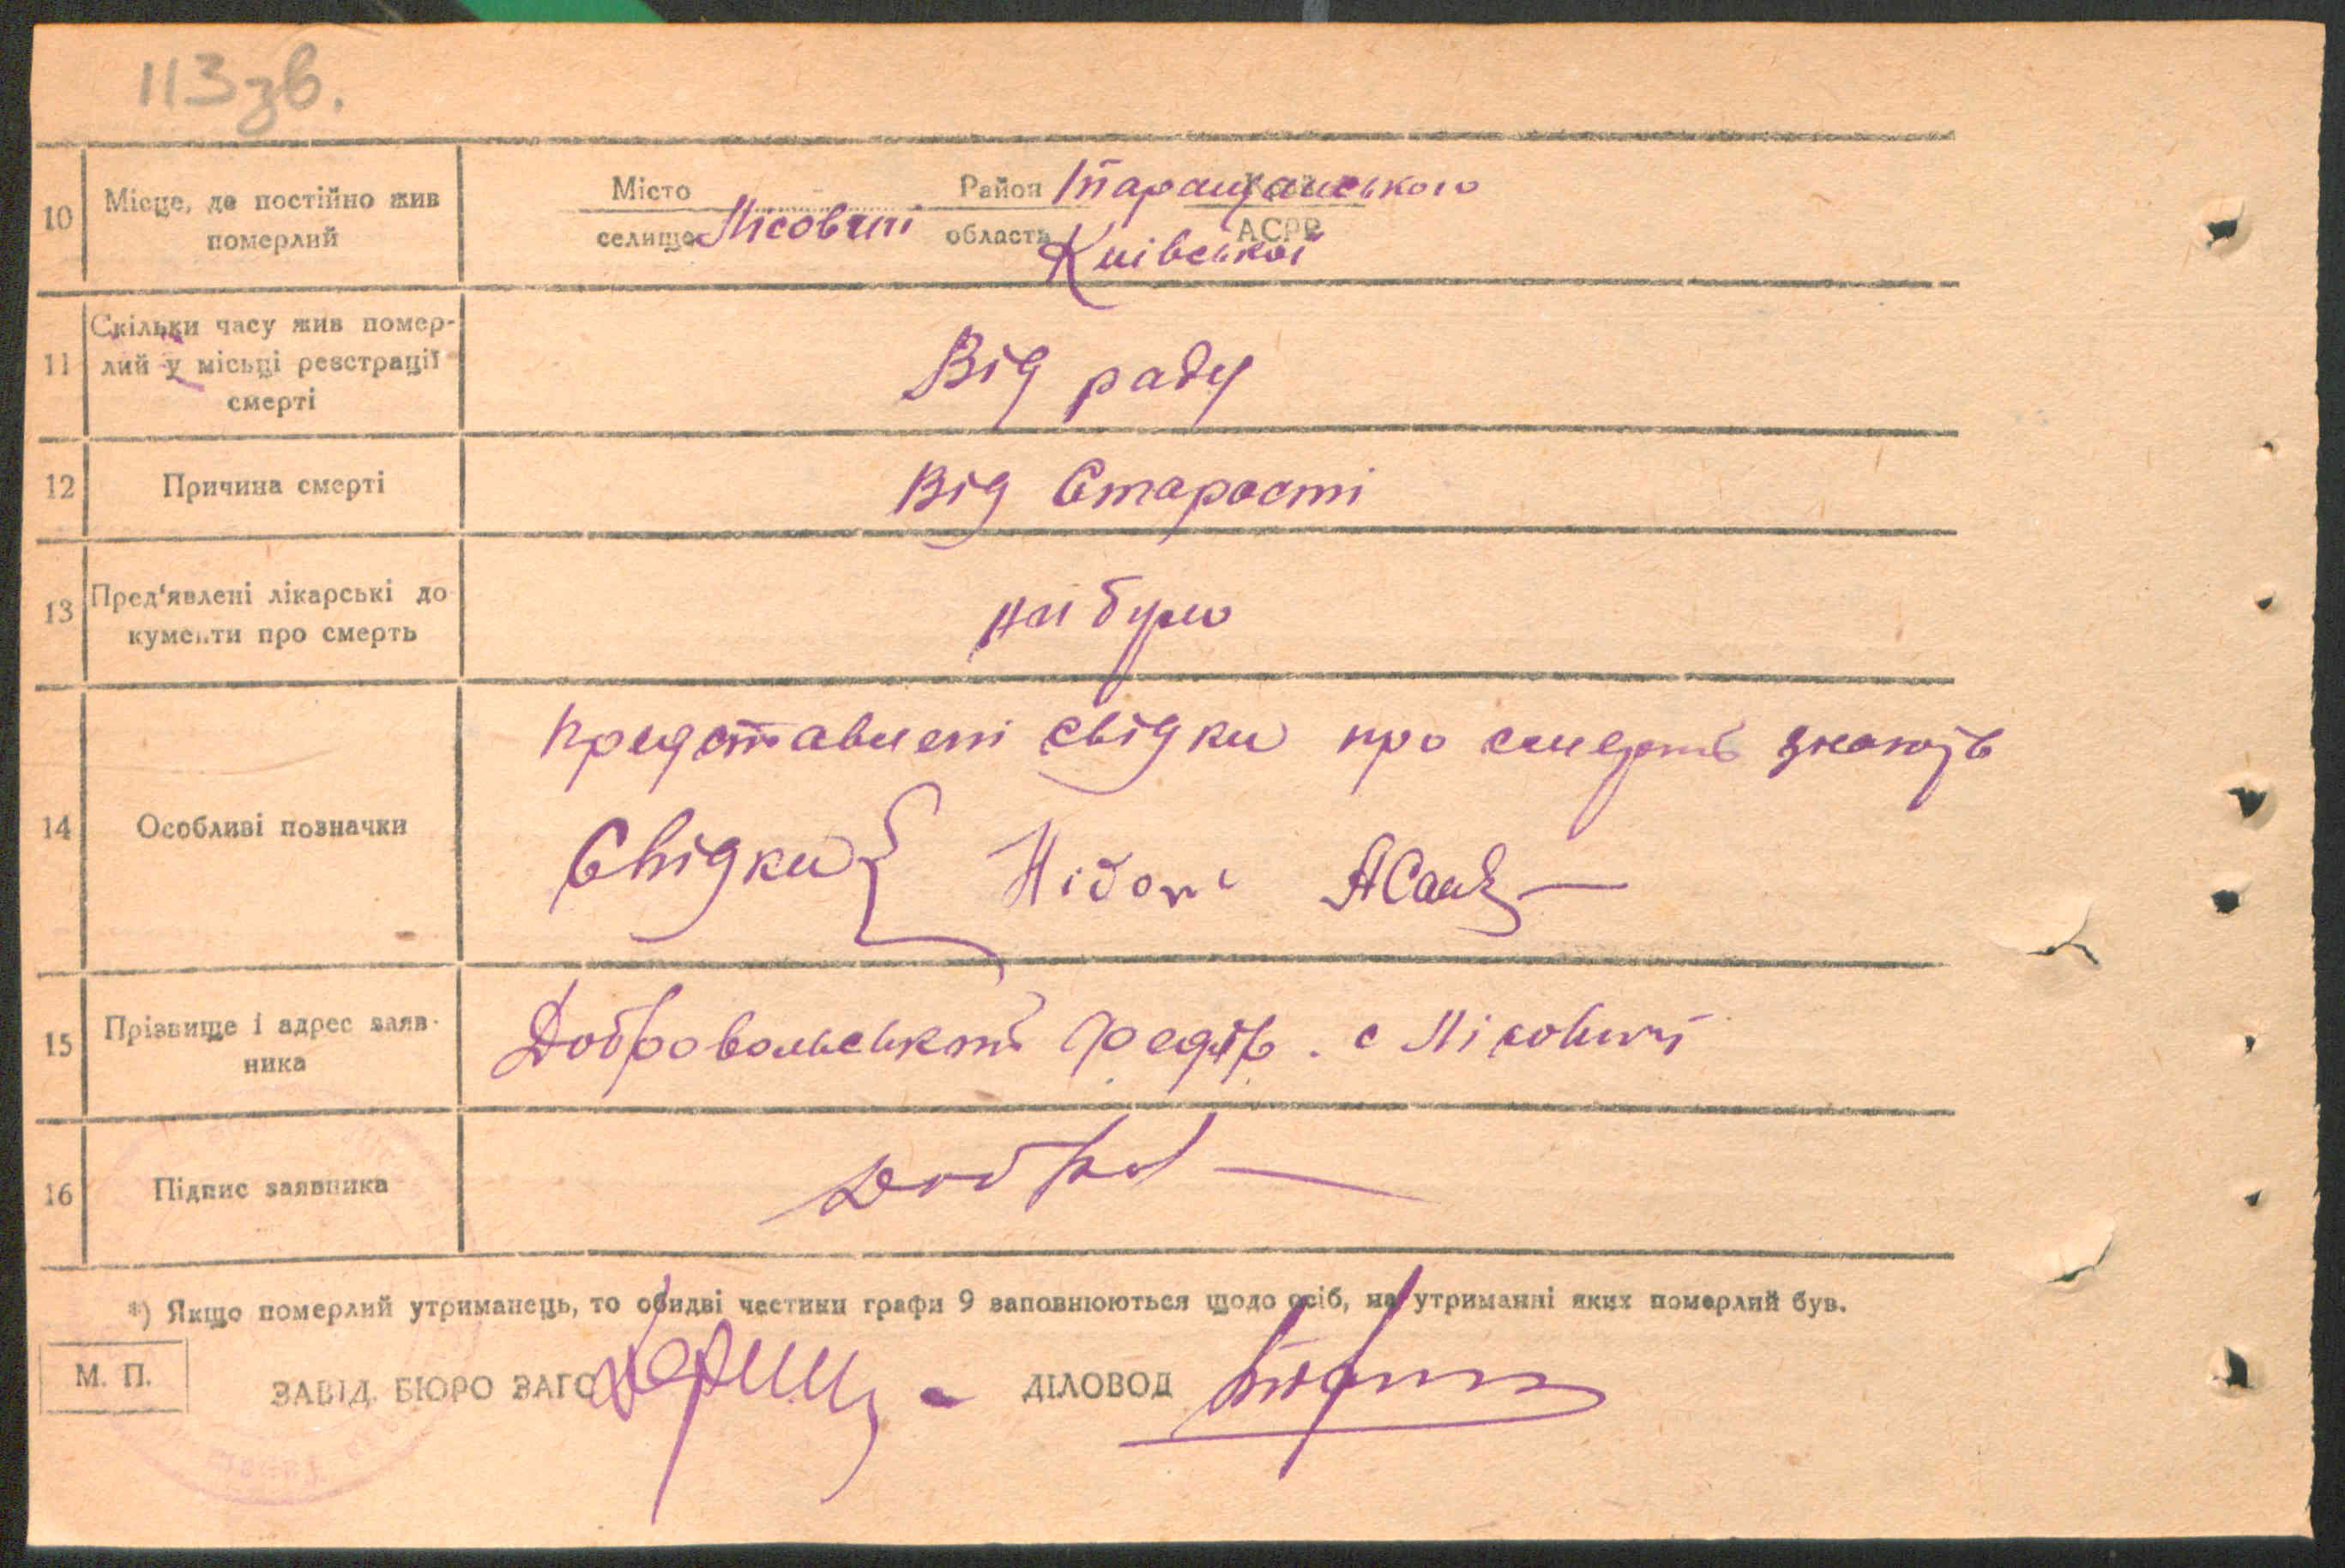 113зв.
10 Місце, де постійно жив Місто Район Таращанського
померлий селище Лісовичі область Київської АСРР
Скільки часу жив помер-
11 лий у місьці реєстрації Від раду
смерті
12 Причина смерті Від Старости
13 Пред'явлені лікарські до
кументи про смерть ни було
Представлені свідки про смерть знають
14 Особливі позначки Свідки {
15 Прізвище і адрес заяв- Добровольський Федір. с Лісовичі
ника
16 Підпис заявника
*) Якщо померлий утриманець, то обидві частини графи 9 заповнюються щодо осіб, на утриманні яких померлий був.
М. П. ЗАВІД. БЮРО ЗАГС ДІЛОВОД